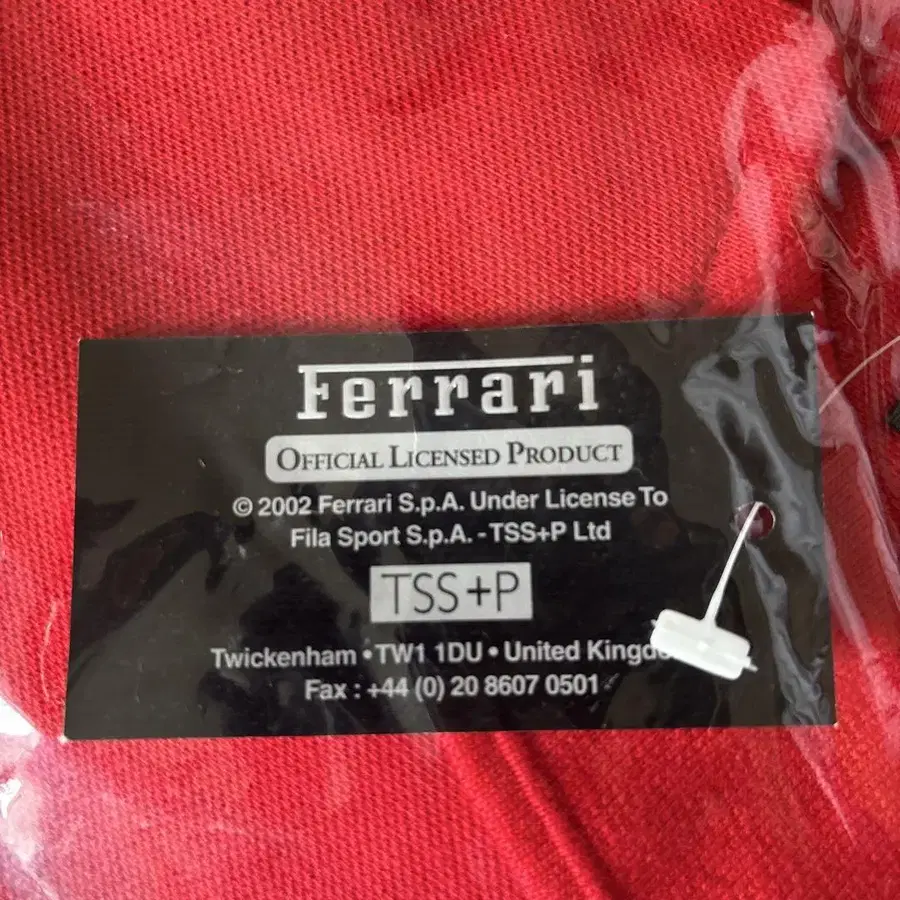 Ferrari
OFFICIAL LICENSED PRODUCT
© 2002 Ferrari S.p.A. Under License To
Fila Sport S.p.A. - TSS+P Ltd
TSS+P
Twickenham • TW1 1DU • United
Fax : +44 (0) 20 8607 0501